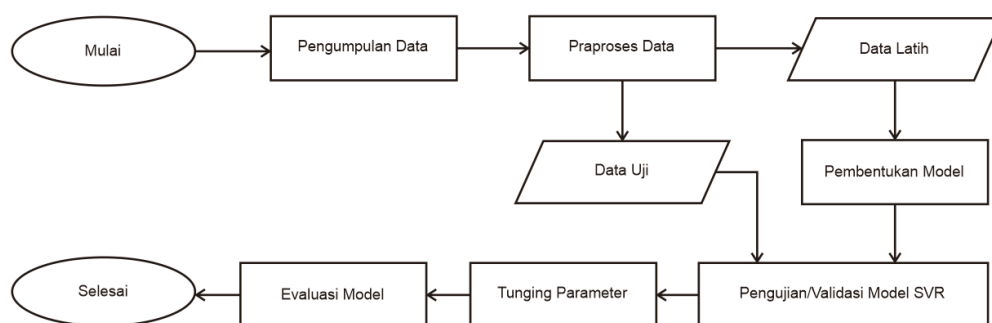 Mulai
Pengumpulan Data
Praproses Data
Data Latih
Data Uji
Pembentukan Model
Selesai
Evaluasi Model
Tunging Parameter
Pengujian/Validasi Model SVR